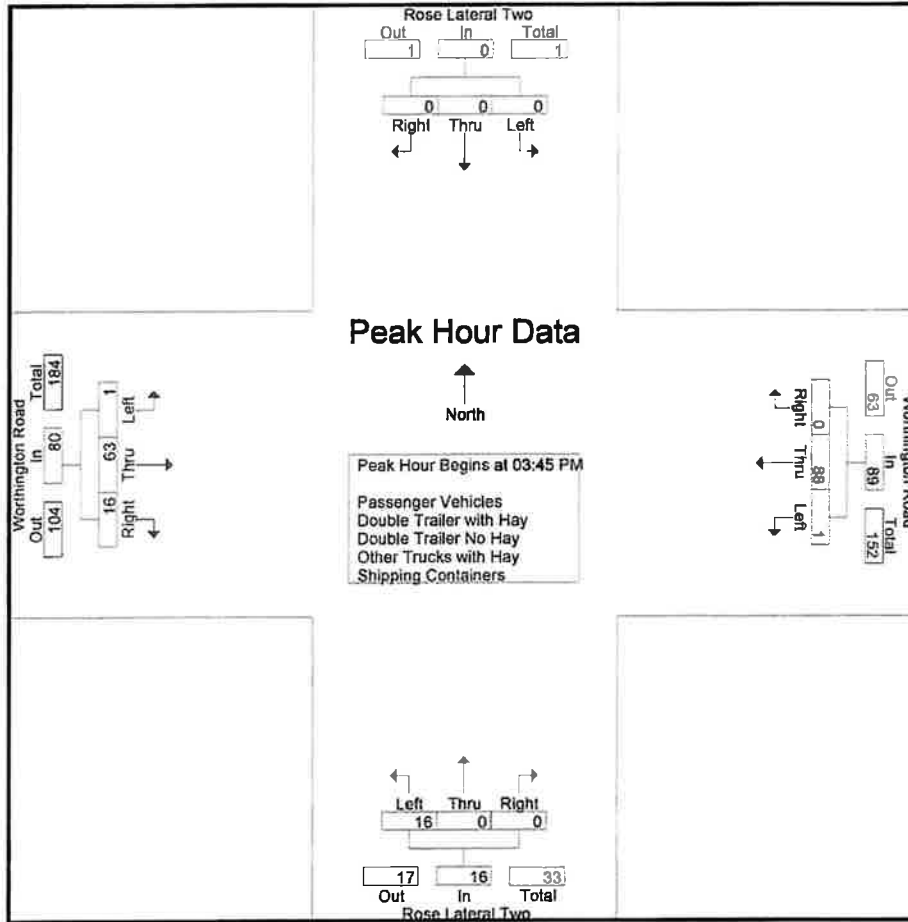 Rose Lateral Two
Out In Total
1 0 1
0 0 0
Right Thru Left
Peak Hour Data
North
Peak Hour Begins at 03:45 PM
Passenger Vehicles
Double Trailer with Hay
Double Trailer No Hay
Other Trucks with Hay
Shipping Containers
Worthington Road
Out In Total
104 80 184
16 63 1
Right Thru Left
Worthington Road
Out In Total
63 89 152
0 88 1
Right Thru Left
Left Thru Right
16 0 0
17 16 33
Out In Total
Rose Lateral Two